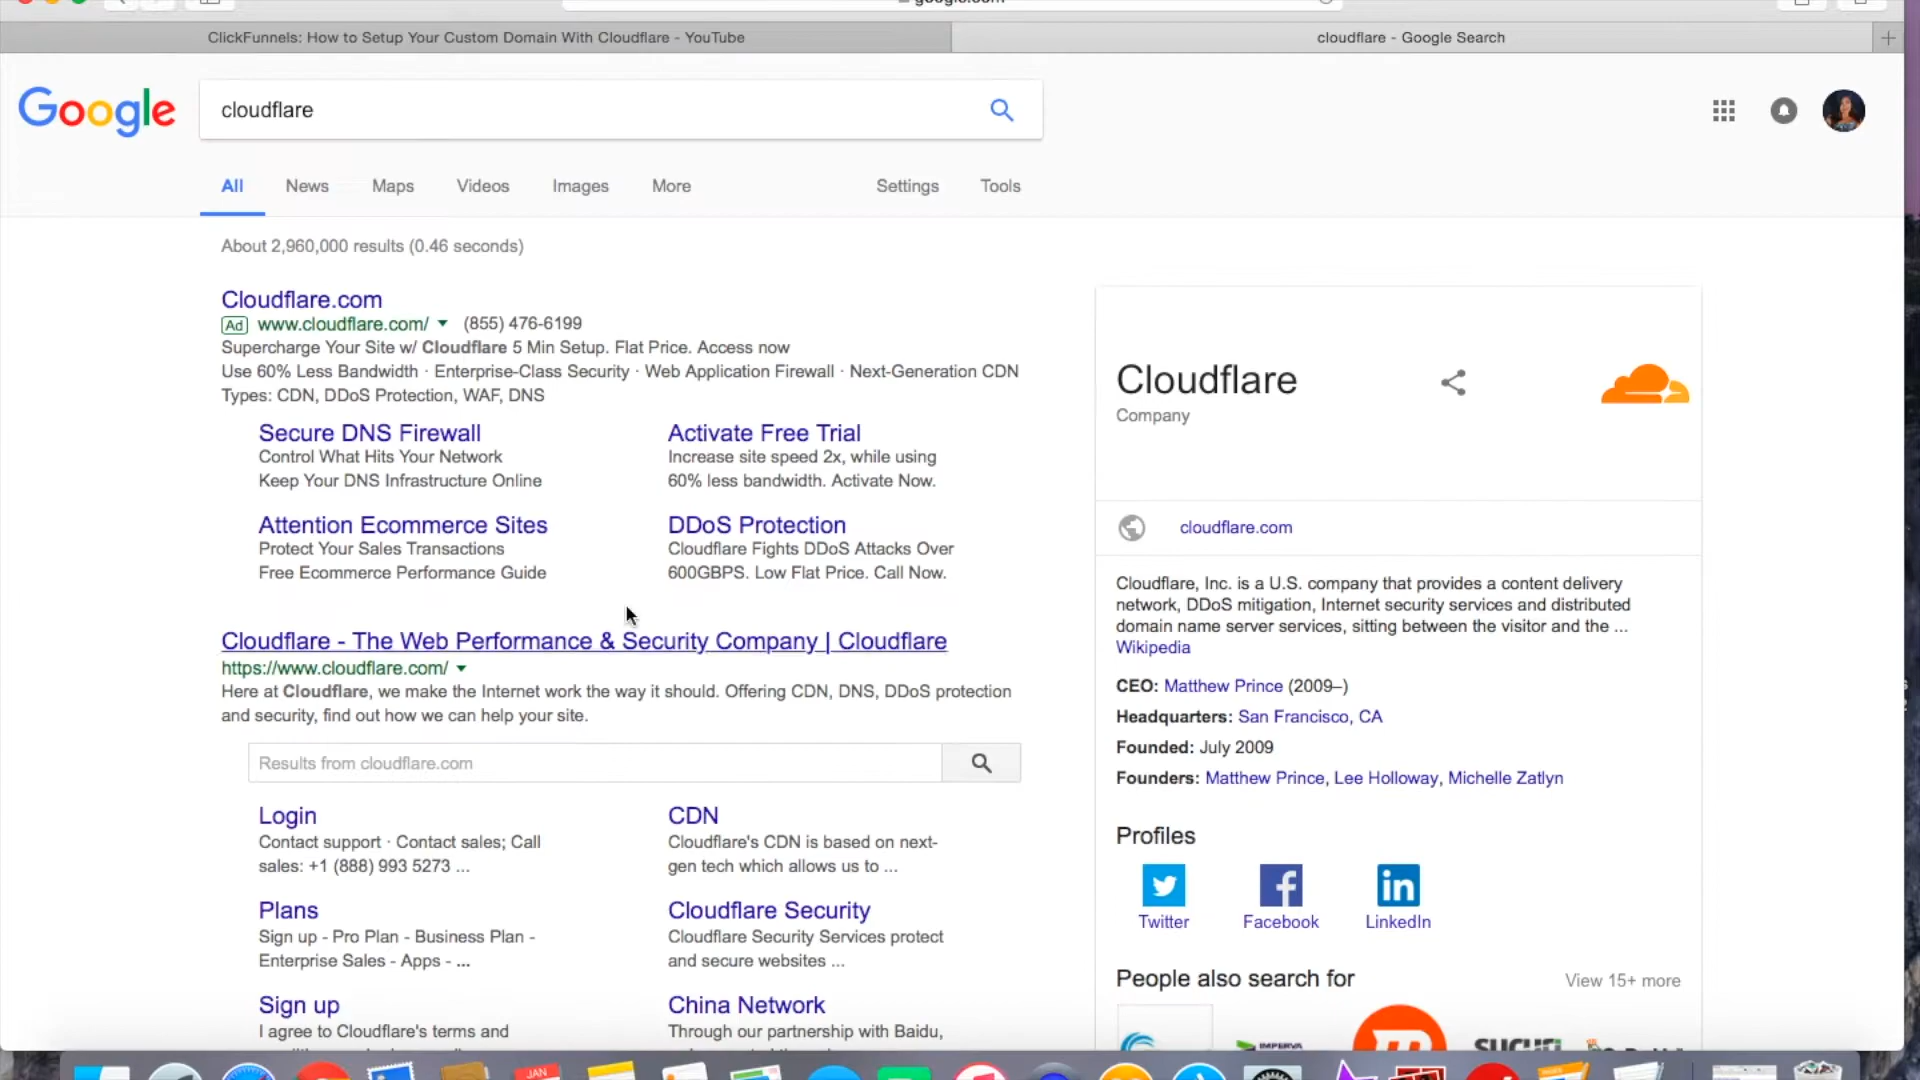 google.com
ClickFunnels: How to Setup Your Custom Domain With Cloudflare - YouTube
cloudflare - Google Search
Google
cloudflare
All
News
Maps
Videos
Images
More
Settings
Tools
About 2,960,000 results (0.46 seconds)
Cloudflare.com
Ad www.cloudflare.com/ (855) 476-6199
Supercharge Your Site w/ Cloudflare 5 Min Setup. Flat Price. Access now
Use 60% Less Bandwidth · Enterprise-Class Security · Web Application Firewall · Next-Generation CDN
Types: CDN, DDoS Protection, WAF, DNS
Secure DNS Firewall
Control What Hits Your Network
Keep Your DNS Infrastructure Online
Activate Free Trial
Increase site speed 2x, while using
60% less bandwidth. Activate Now.
Attention Ecommerce Sites
Protect Your Sales Transactions
Free Ecommerce Performance Guide
DDoS Protection
Cloudflare Fights DDoS Attacks Over
600GBPS. Low Flat Price. Call Now.
Cloudflare - The Web Performance & Security Company | Cloudflare
https://www.cloudflare.com/
Here at Cloudflare, we make the Internet work the way it should. Offering CDN, DNS, DDoS protection
and security, find out how we can help your site.
Results from cloudflare.com
Login
Contact support · Contact sales; Call
sales: +1 (888) 993 5273 ...
CDN
Cloudflare's CDN is based on next-
gen tech which allows us to ...
Plans
Sign up - Pro Plan - Business Plan -
Enterprise Sales - Apps - ...
Cloudflare Security
Cloudflare Security Services protect
and secure websites ...
Sign up
I agree to Cloudflare's terms and
China Network
Through our partnership with Baidu,
Cloudflare
Company
cloudflare.com
Cloudflare, Inc. is a U.S. company that provides a content delivery
network, DDoS mitigation, Internet security services and distributed
domain name server services, sitting between the visitor and the ...
Wikipedia
CEO: Matthew Prince (2009–)
Headquarters: San Francisco, CA
Founded: July 2009
Founders: Matthew Prince, Lee Holloway, Michelle Zatlyn
Profiles
in
Twitter
Facebook
LinkedIn
People also search for
View 15+ more
IMPERVA
SUCURI
JAN